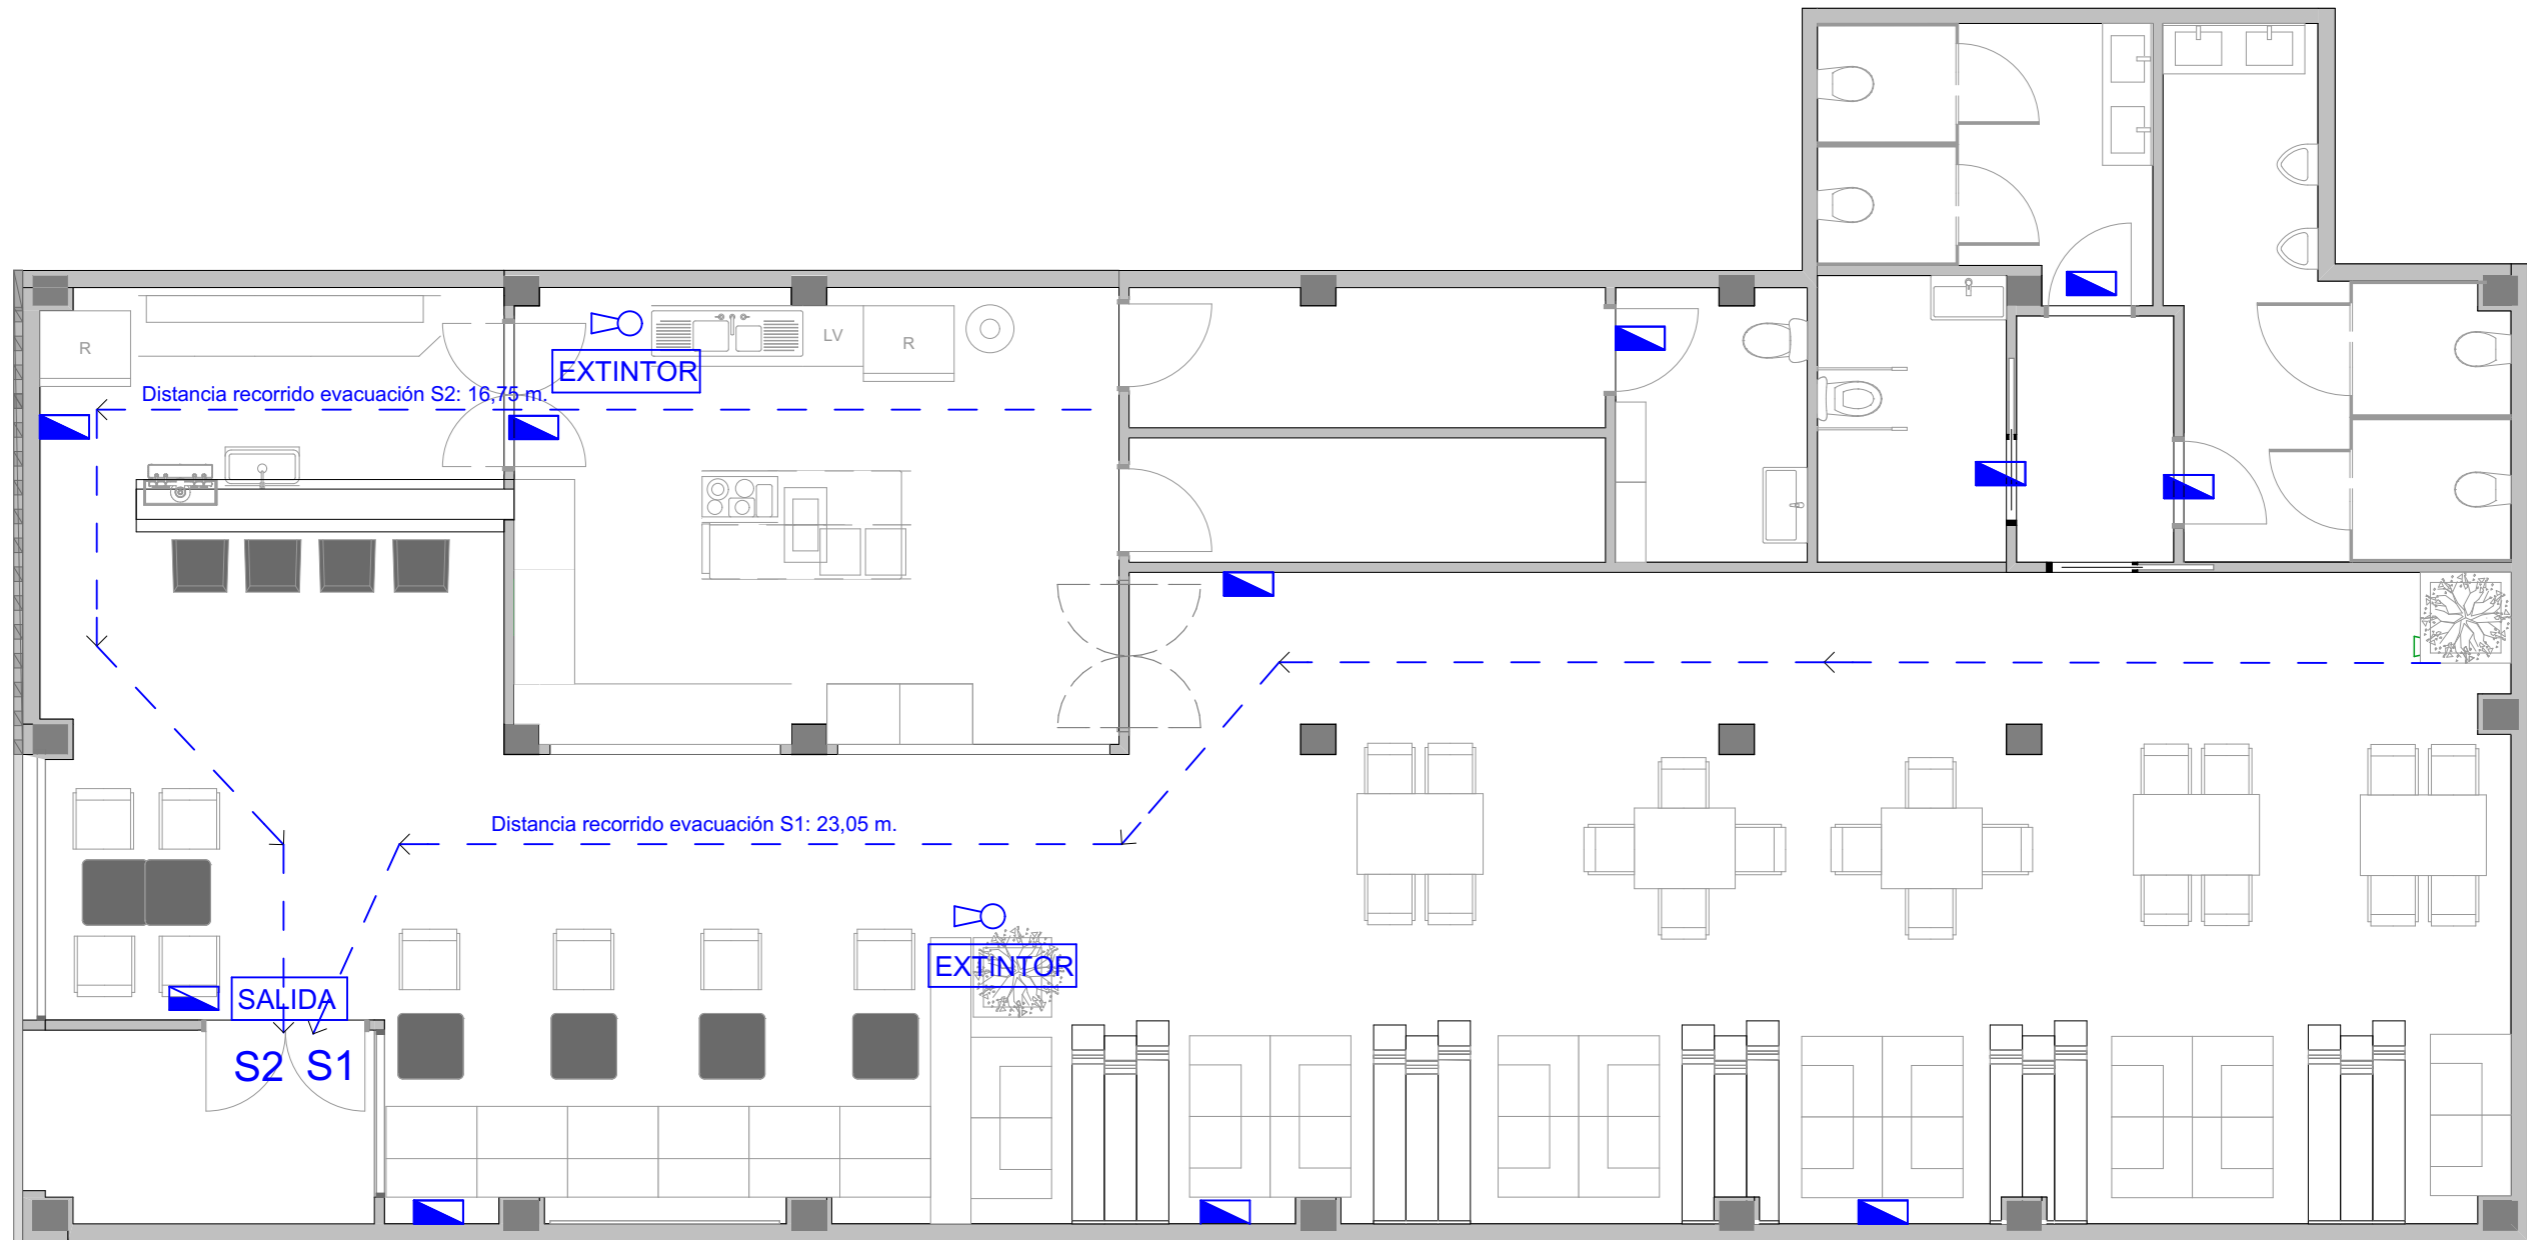 R
EXTINTOR
LV
R
Distancia recorrido evacuación S2: 16,75 m.
Distancia recorrido evacuación S1: 23,05 m.
EXTINTOR
SALIDA
S2 S1